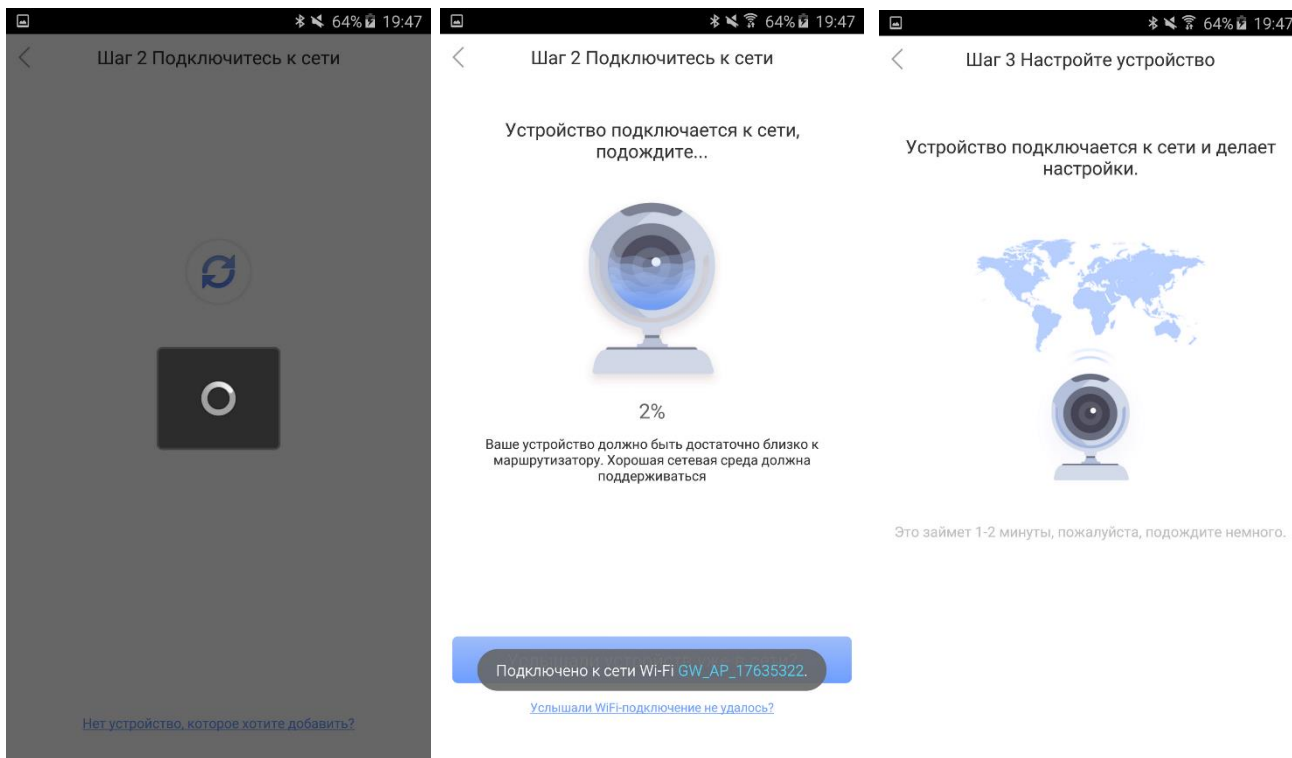 64% 19:47
Шаг 2 Подключитесь к сети
Нет устройство, которое хотите добавить?
64% 19:47
Шаг 2 Подключитесь к сети
Устройство подключается к сети,
подождите...
2%
Ваше устройство должно быть достаточно близко к
маршрутизатору. Хорошая сетевая среда должна
поддерживаться
Подключено к сети Wi-Fi GW_AP_17635322.
Услышали WiFi-подключение не удалось?
64% 19:47
Шаг 3 Настройте устройство
Устройство подключается к сети и делает
настройки.
Это займет 1-2 минуты, пожалуйста, подождите немного.